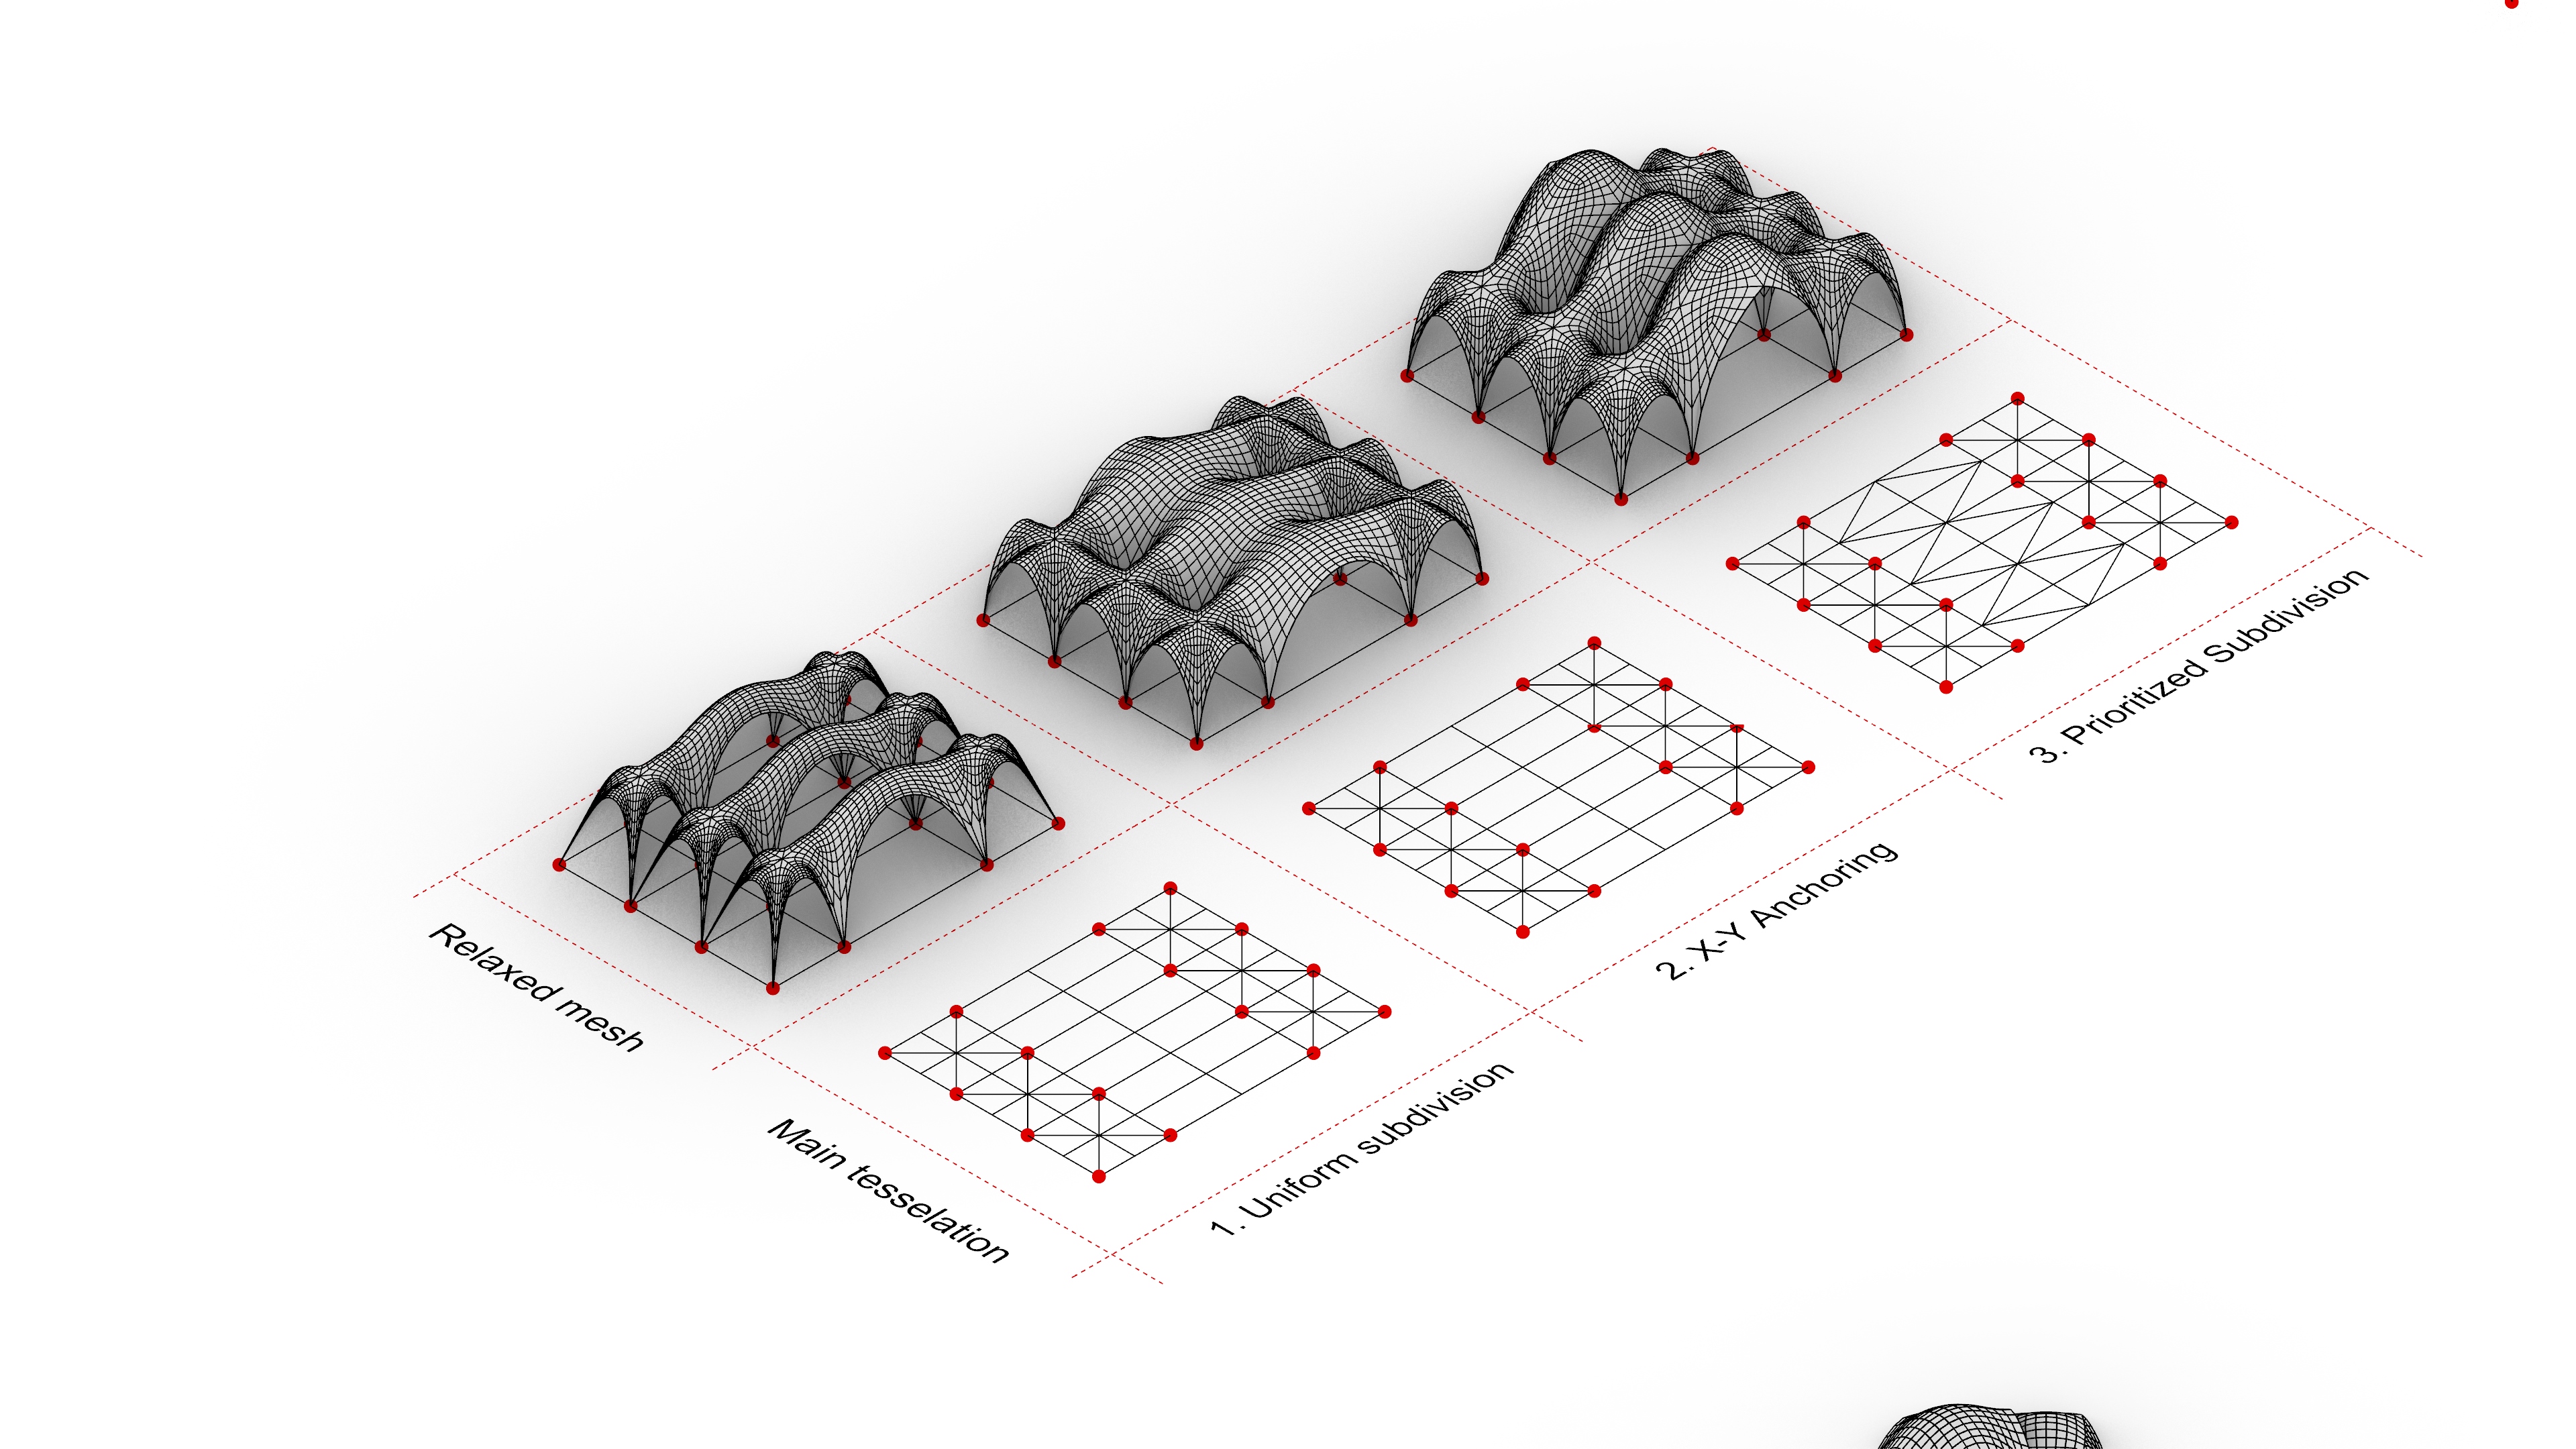 Relaxed mesh
Main tesselation
1. Uniform subdivision
2. X-Y Anchoring
3. Prioritized Subdivision